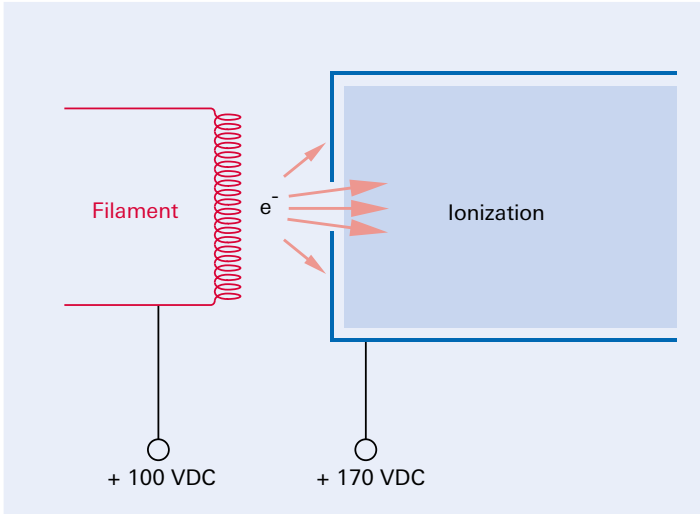 Filament
e-
Ionization
+ 100 VDC
+ 170 VDC